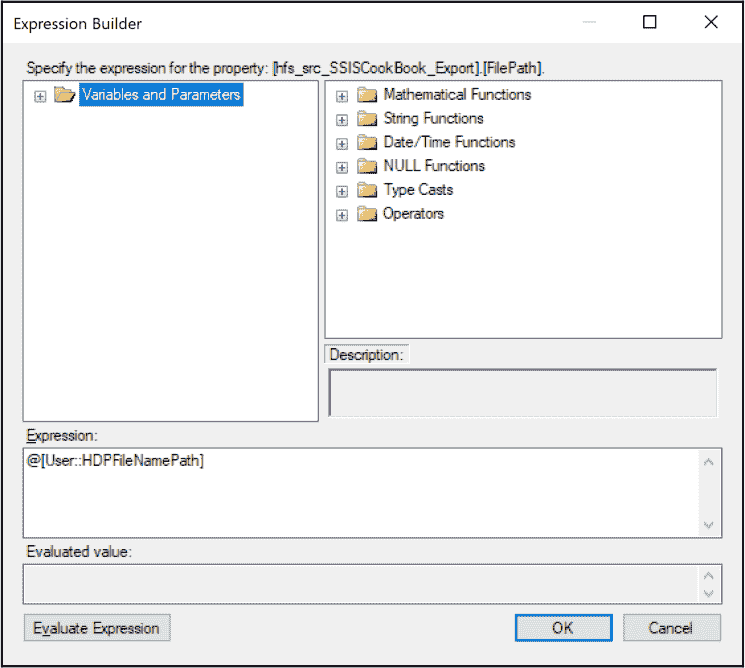 Expression Builder
Specify the expression for the property: [hfs_src_SSISCookBook_Export].[FilePath].
Variables and Parameters
Mathematical Functions
String Functions
Date/Time Functions
NULL Functions
Type Casts
Operators
Description:
Expression:
@[User::HDPFileNamePath]
Evaluated value:
Evaluate Expression
OK
Cancel